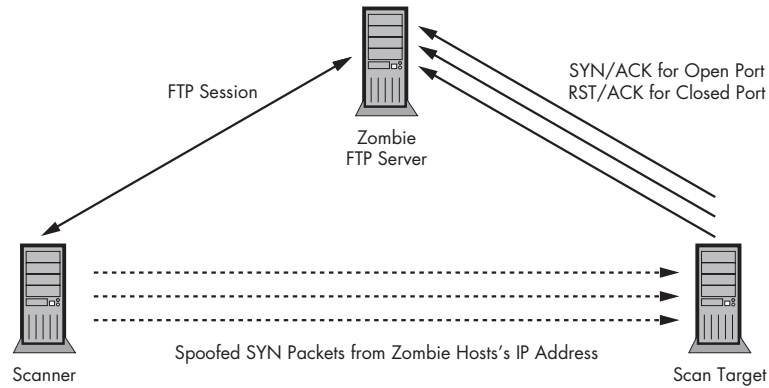 FTP Session
SYN/ACK for Open Port
RST/ACK for Closed Port
Zombie
FTP Server
Spoofed SYN Packets from Zombie Hosts's IP Address
Scanner
Scan Target